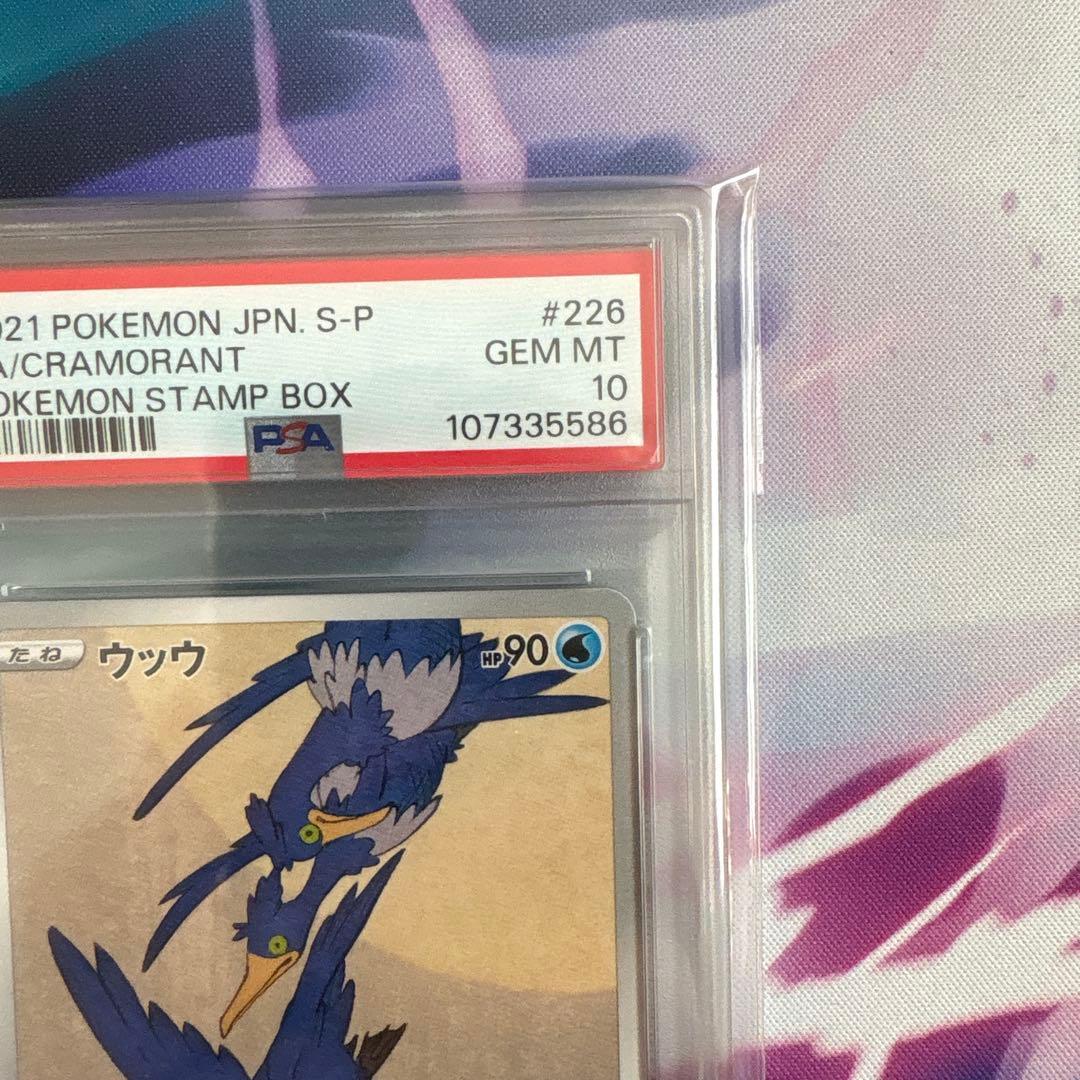 021 POKEMON JPN. S-P #226
A/CRAMORANT GEM MT
OKEMON STAMP BOX 10
PSA 107335586
たね ウッウ HP90